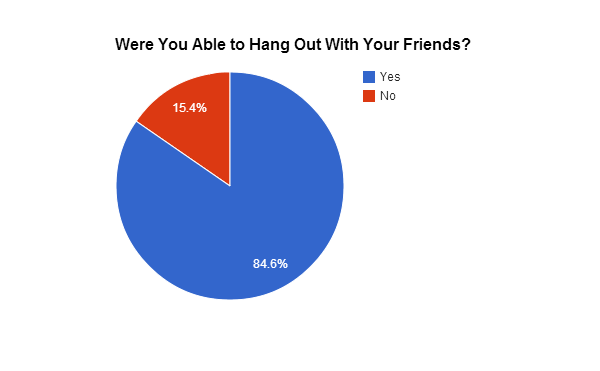 Were You Able to Hang Out With Your Friends?
Yes
No
15.4%
84.6%